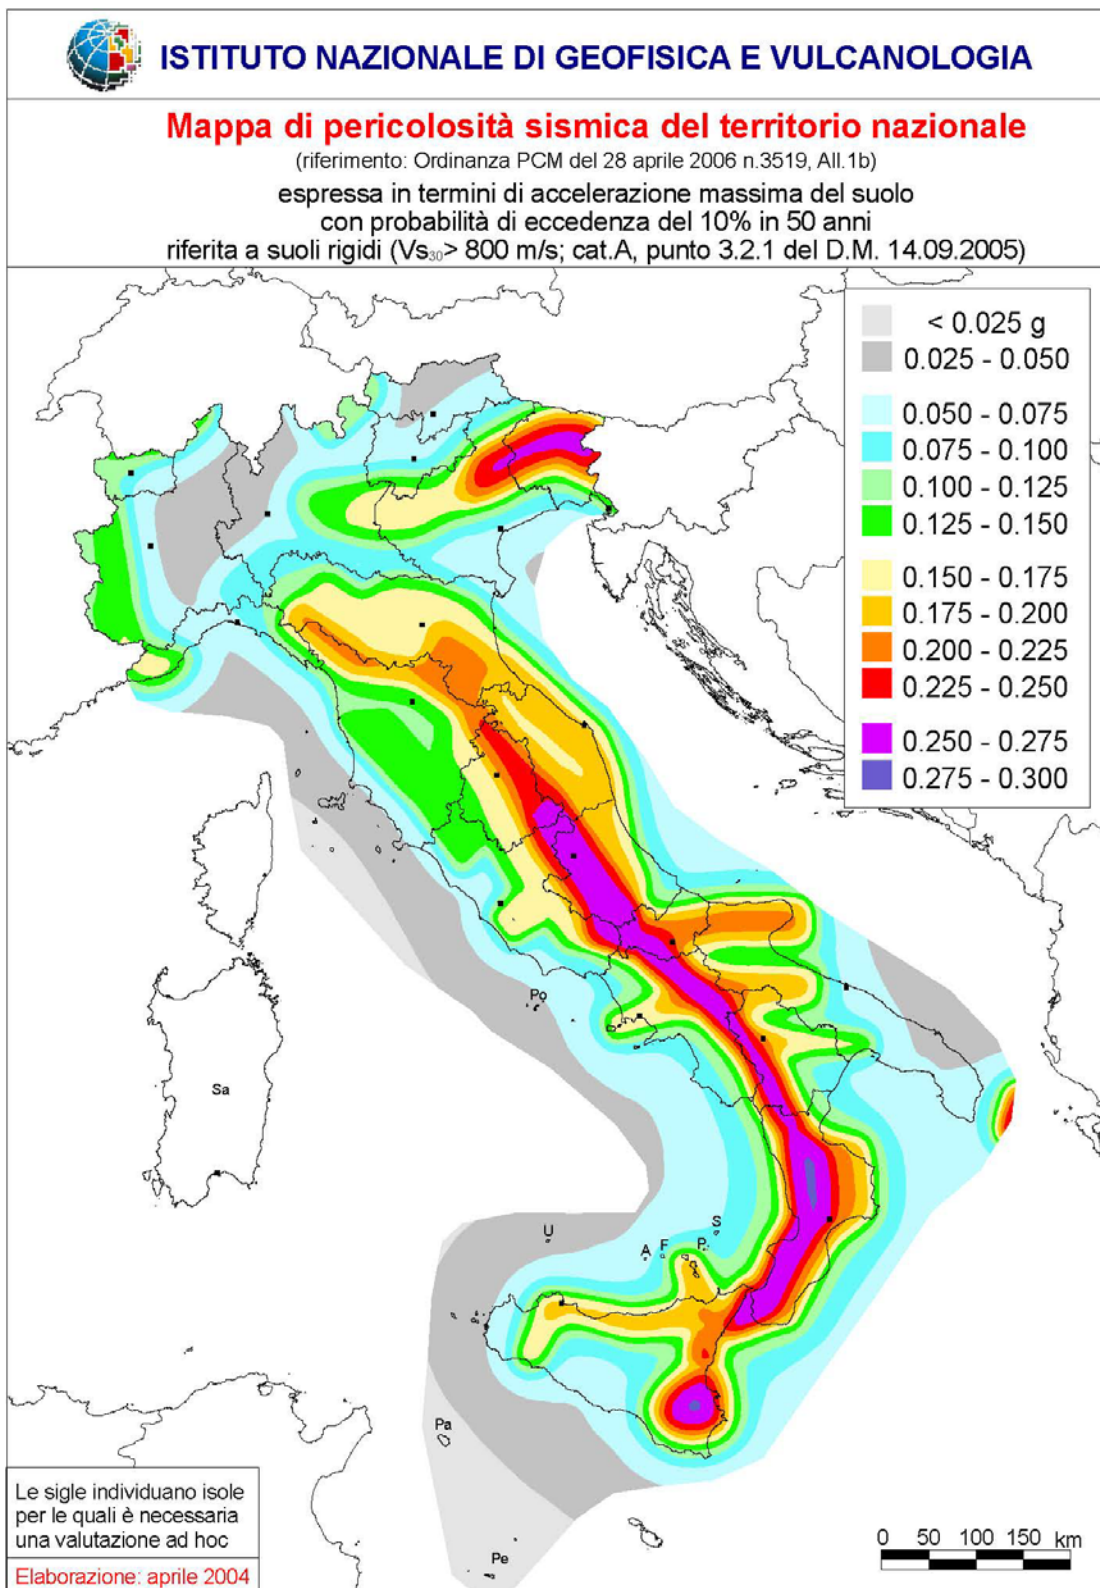 ISTITUTO NAZIONALE DI GEOFISICA E VULCANOLOGIA
Mappa di pericolosità sismica del territorio nazionale
(riferimento: Ordinanza PCM del 28 aprile 2006 n.3519, All.1b)
espressa in termini di accelerazione massima del suolo
con probabilità di eccedenza del 10% in 50 anni
riferita a suoli rigidi (Vs30> 800 m/s; cat.A, punto 3.2.1 del D.M. 14.09.2005)
< 0.025 g
0.025 - 0.050
0.050 - 0.075
0.075 - 0.100
0.100 - 0.125
0.125 - 0.150
0.150 - 0.175
0.175 - 0.200
0.200 - 0.225
0.225 - 0.250
0.250 - 0.275
0.275 - 0.300
Po
Sa
U
A
F
P
S
Pa
Pe
Le sigle individuano isole
per le quali è necessaria
una valutazione ad hoc
Elaborazione: aprile 2004
0 50 100 150 km